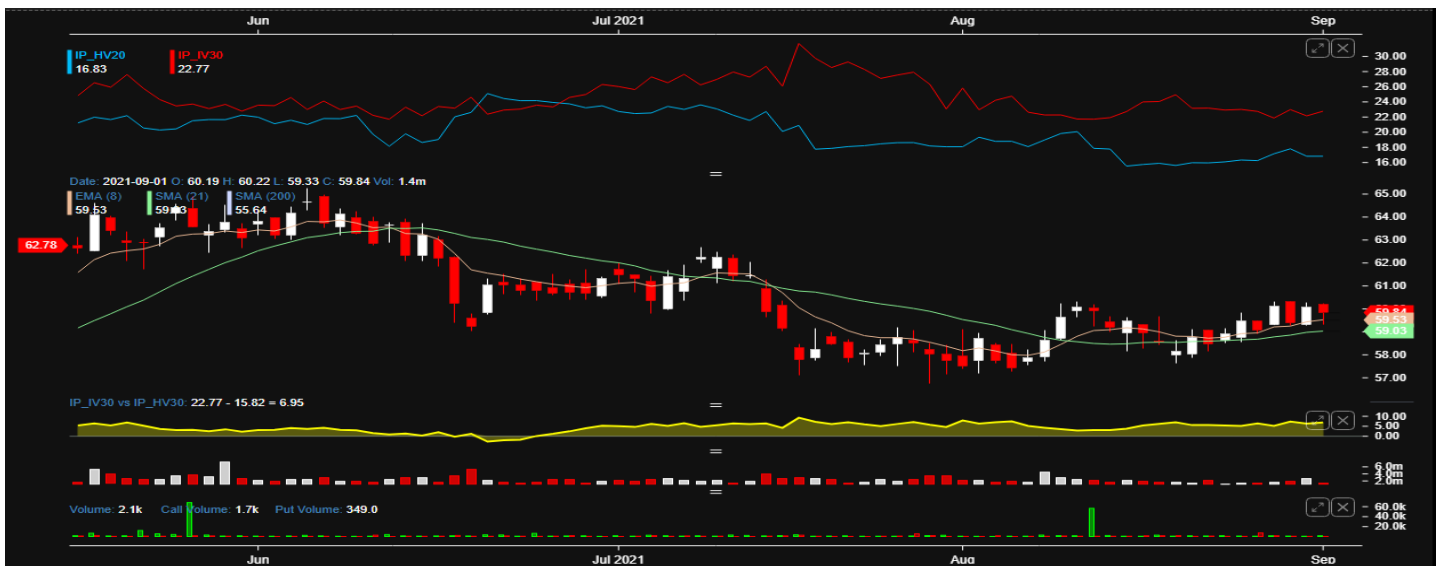 Jun Jul 2021 Aug Sep
IP_HV20 IP_IV30
16.83 22.77
30.00
28.00
26.00
24.00
22.00
20.00
18.00
16.00
Date: 2021-09-01 O: 60.19 H: 60.22 L: 59.33 C: 59.84 Vol: 1.4m
EMA (8) SMA (21) SMA (200)
59.53 59.03 55.64
65.00
64.00
63.00
62.78
62.00
61.00
59.84
59.53
59.03
58.00
57.00
IP_IV30 vs IP_HV30: 22.77 - 15.82 = 6.95
10.00
5.00
0.00
6.0m
4.0m
2.0m
Volume: 2.1k Call Volume: 1.7k Put Volume: 349.0
60.0k
40.0k
20.0k
Jun Jul 2021 Aug Sep